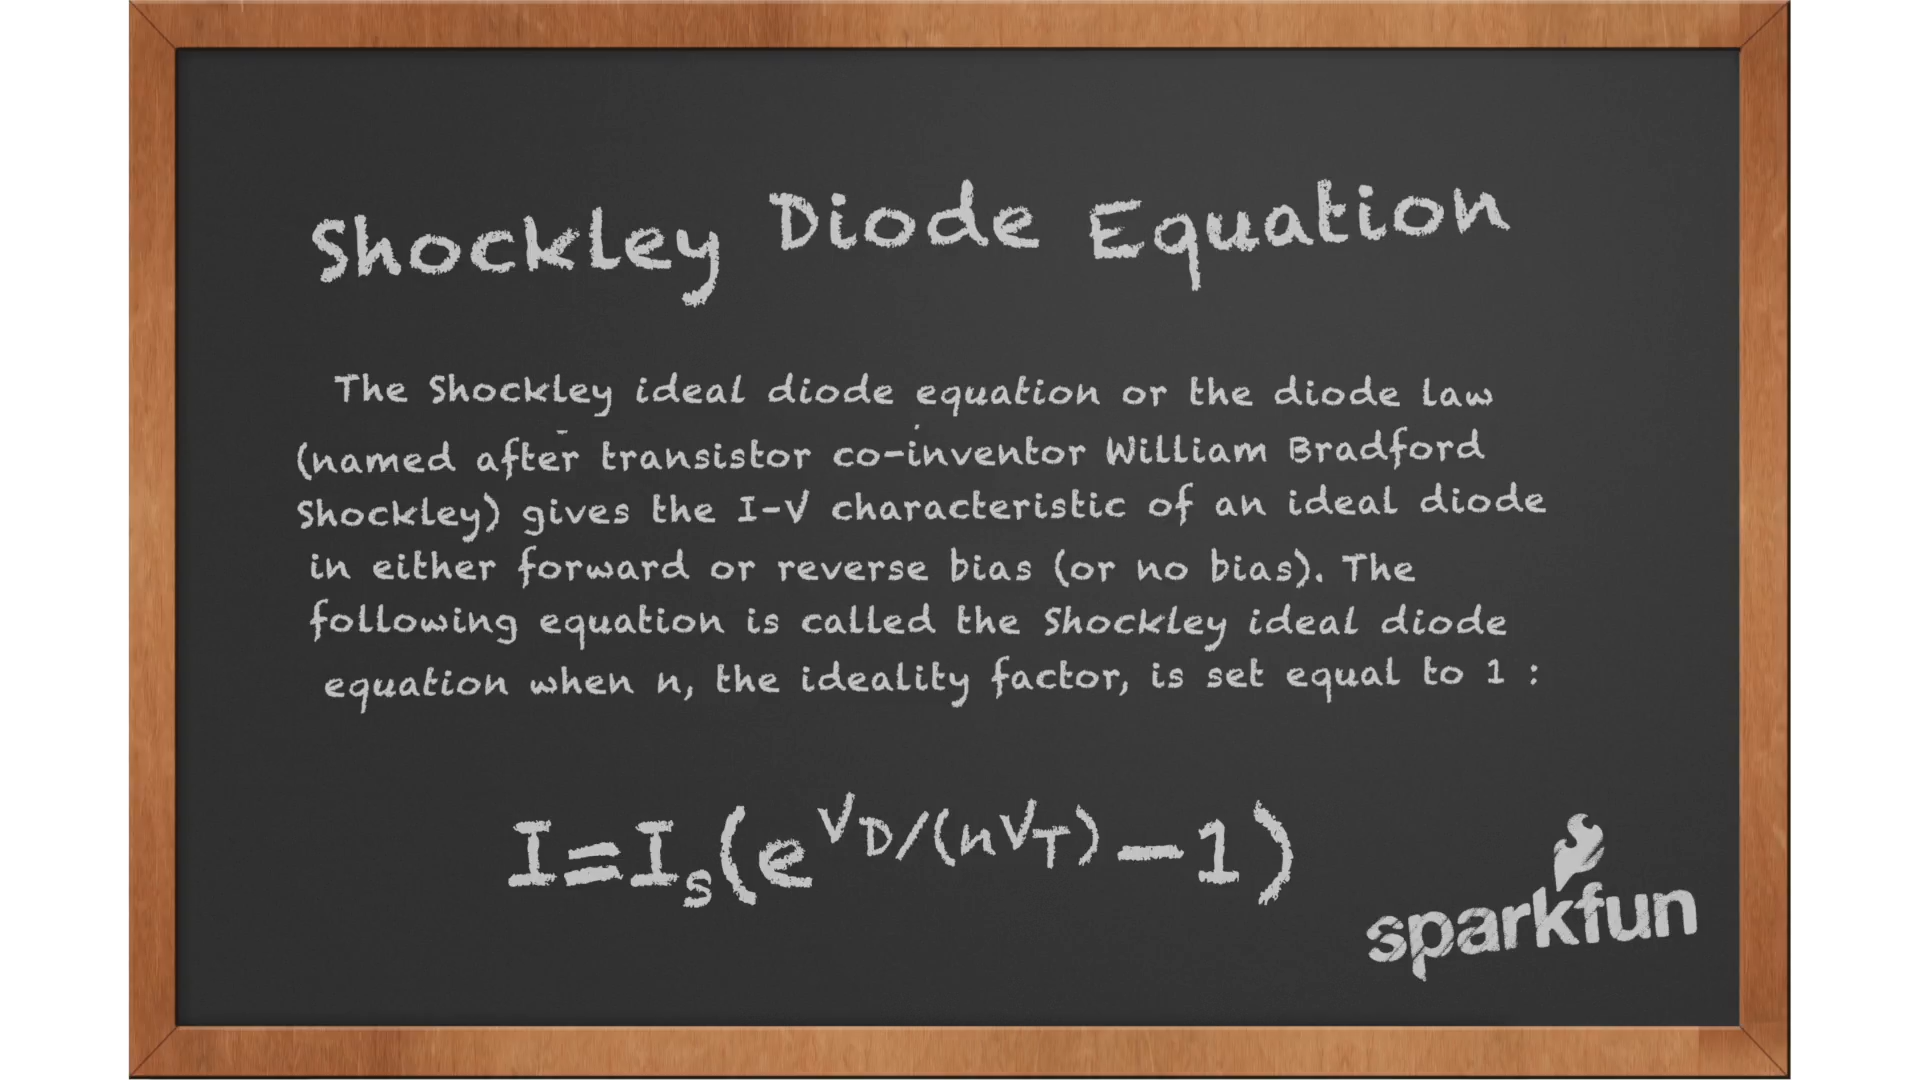 Shockley Diode Equation
The Shockley ideal diode equation or the diode law
(named after transistor co-inventor William Bradford
Shockley) gives the I-V characteristic of an ideal diode
in either forward or reverse bias (or no bias). The
following equation is called the Shockley ideal diode
equation when n, the ideality factor, is set equal to 1 :
I=Iₛ(e^(V_D/(nV_T))-1)
sparkfun